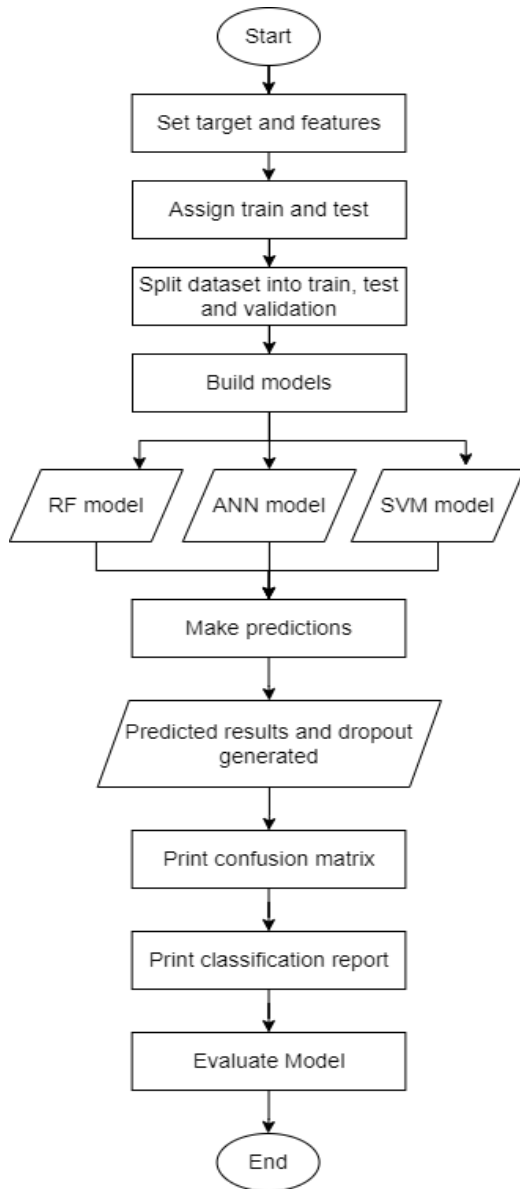 Start
Set target and features
Assign train and test
Split dataset into train, test
and validation
Build models
RF model
ANN model
SVM model
Make predictions
Predicted results and dropout
generated
Print confusion matrix
Print classification report
Evaluate Model
End